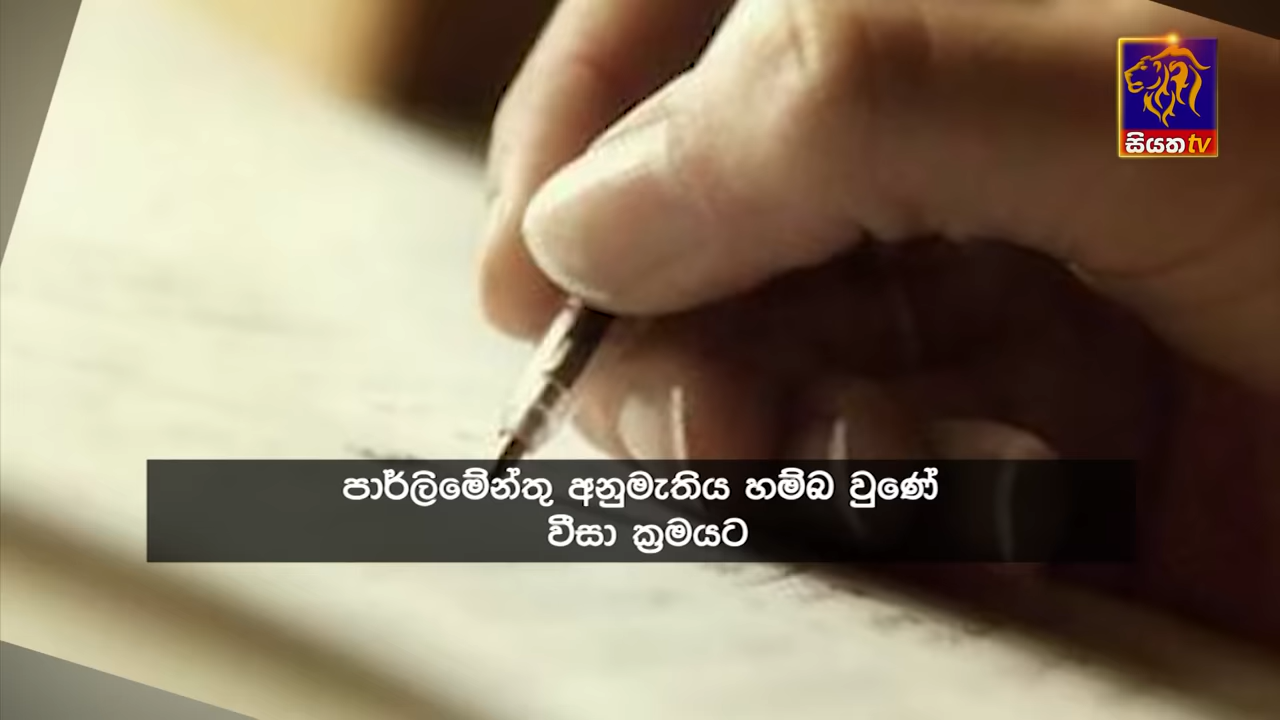 සියත tv
පාර්ලිමේන්තු අනුමැතිය හම්බ වුණේ
වීසා ක්‍රමයට